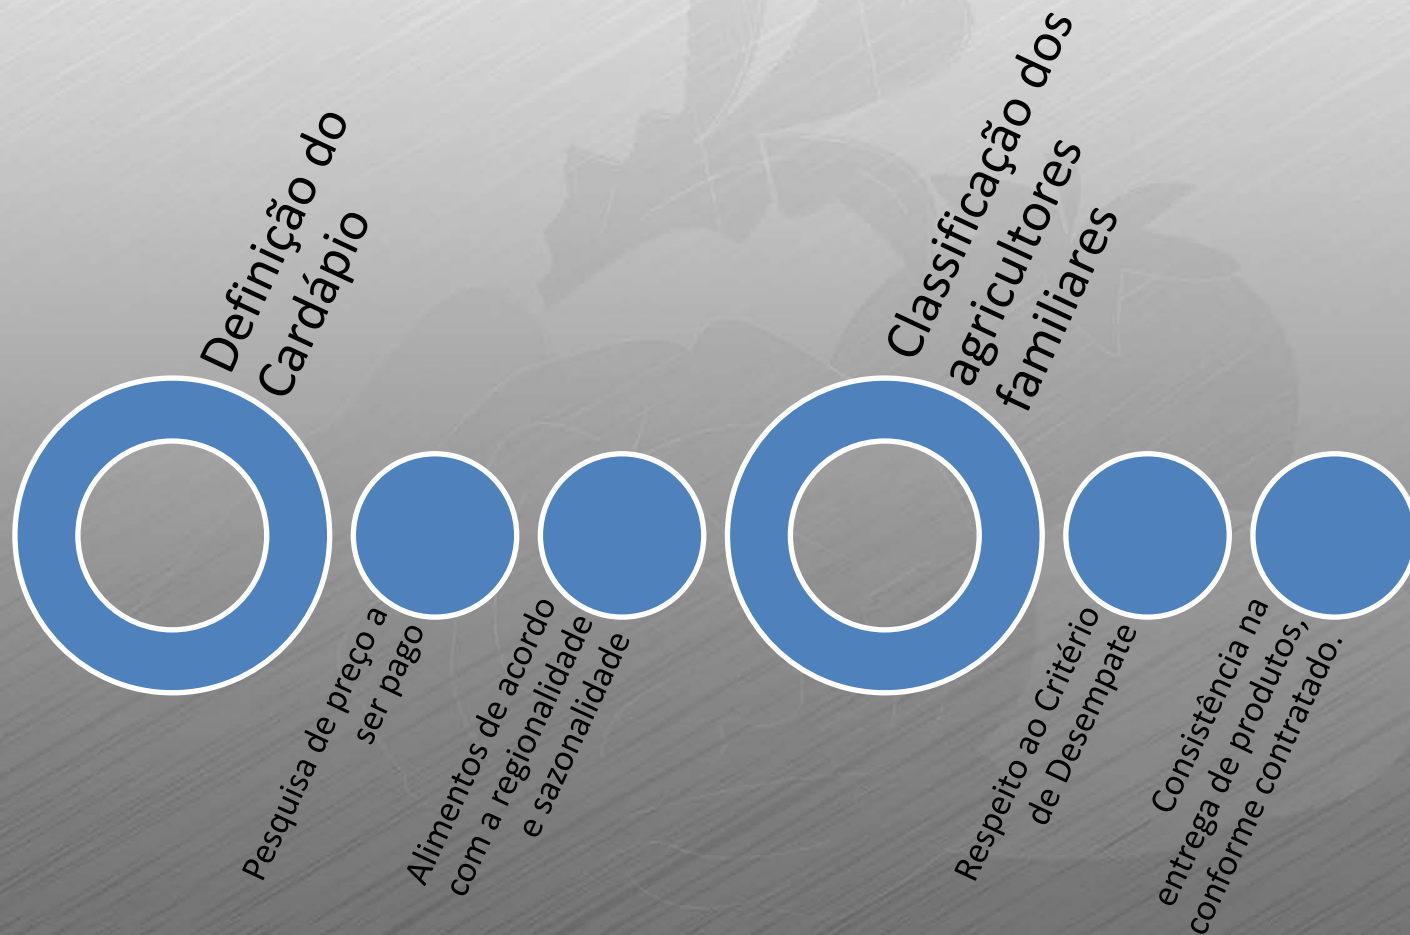 Definição do
Cardápio
Pesquisa de preço a
ser pago
Alimentos de acordo
com a regionalidade
e sazonalidade
Classificação dos
agricultores
familiares
Respeito ao Critério
de Desempate
Consistência na
entrega de produtos,
conforme contratado.